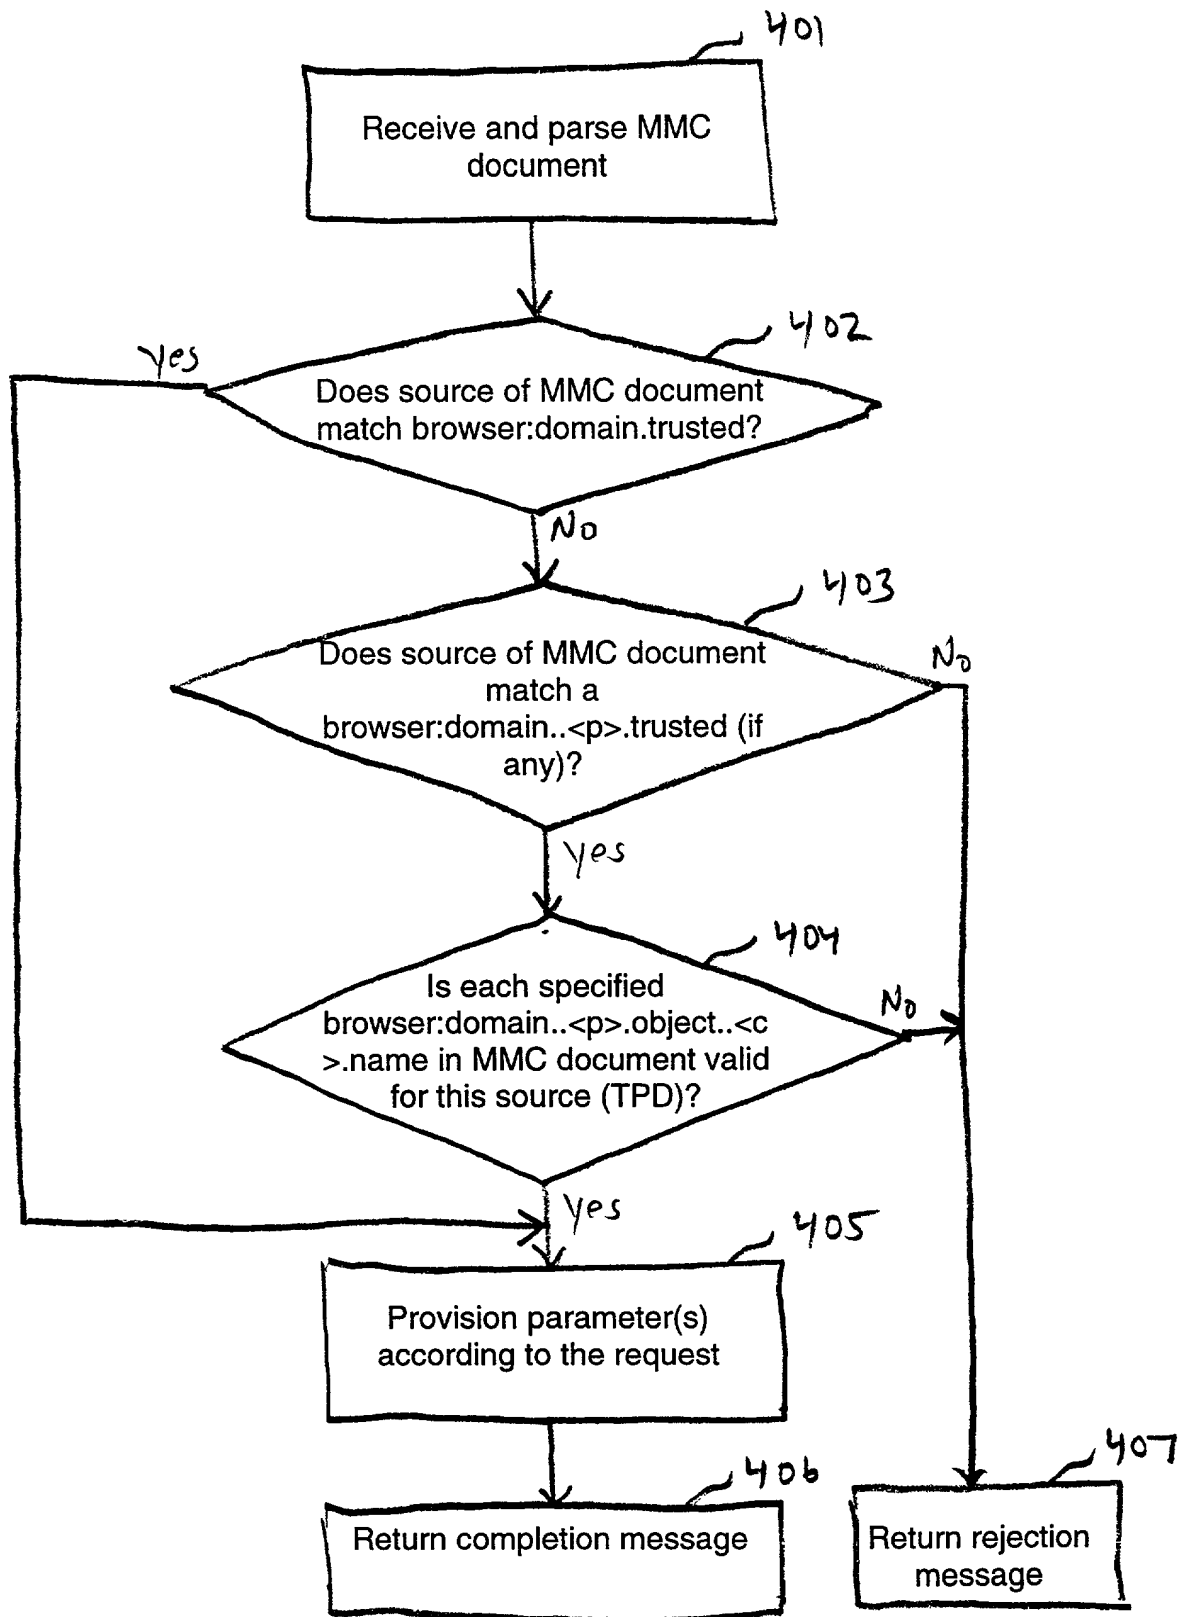 401
Receive and parse MMC
document
402
Yes
Does source of MMC document
match browser:domain.trusted?
No
403
Does source of MMC document
match a
browser:domain..<p>.trusted (if
any)?
No
Yes
404
Is each specified
browser:domain..<p>.object..<c
>.name in MMC document valid
for this source (TPD)?
No
Yes
405
Provision parameter(s)
according to the request
406
Return completion message
407
Return rejection
message